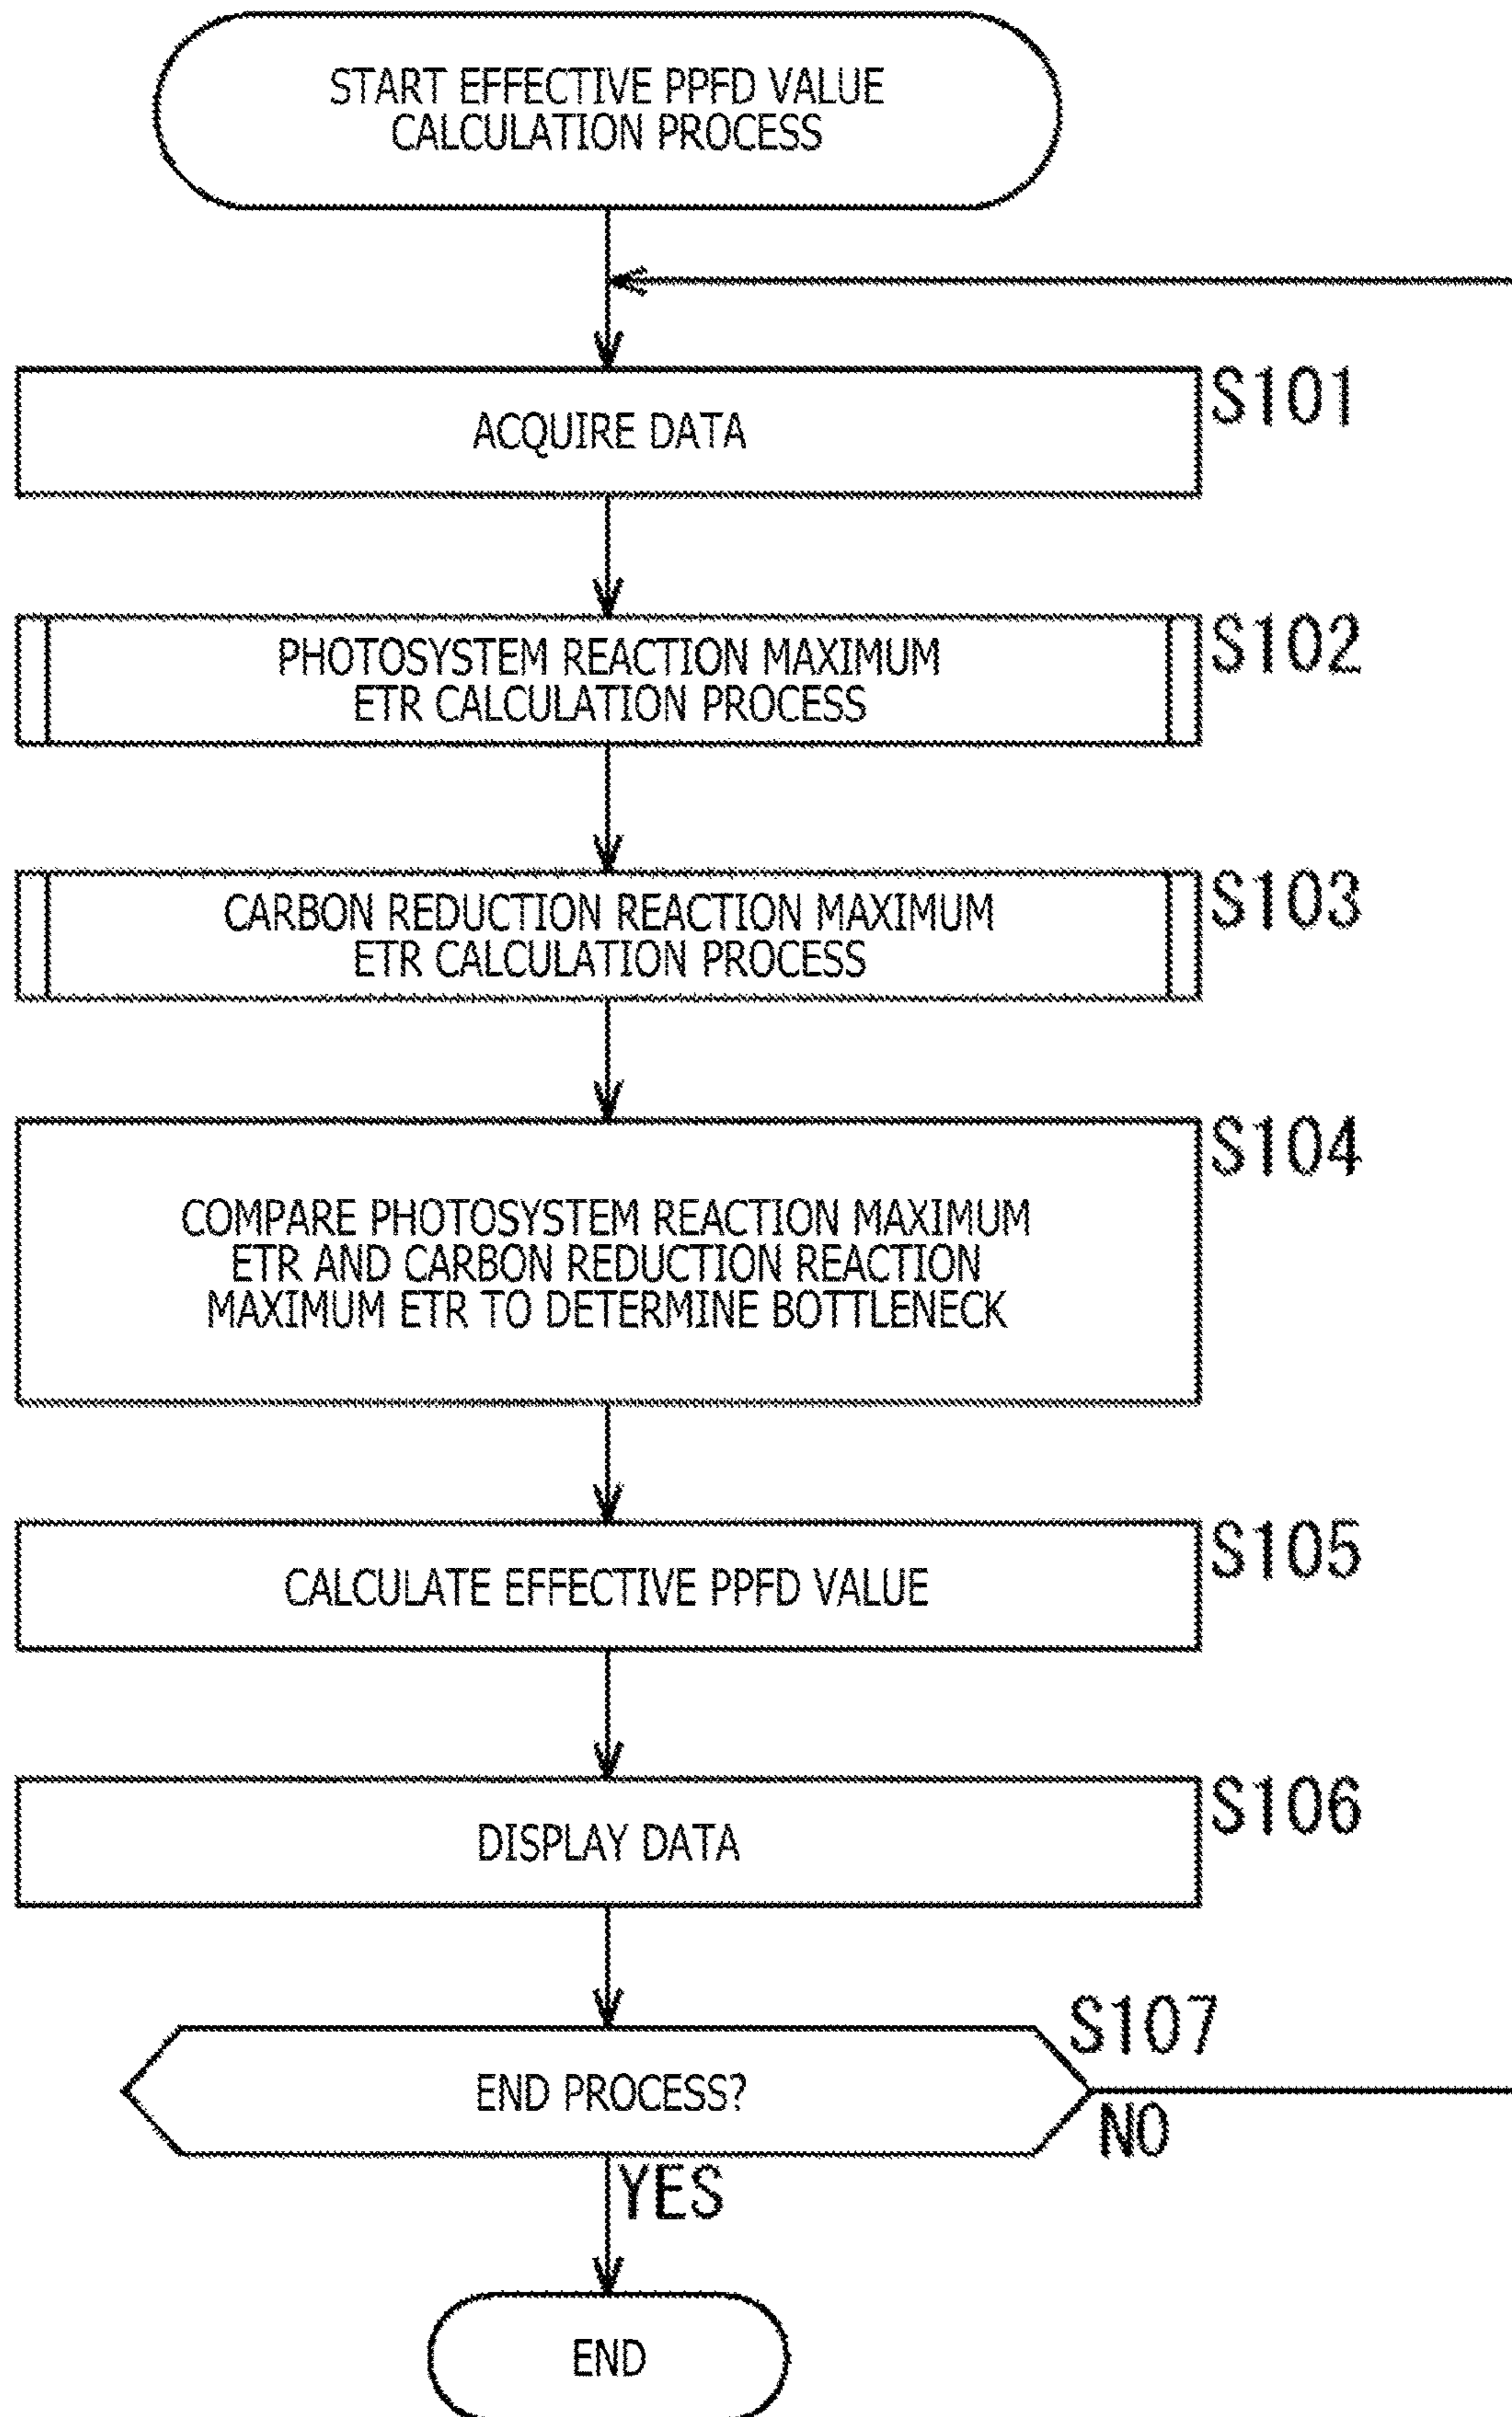 START EFFECTIVE PPFD VALUE
CALCULATION PROCESS
ACQUIRE DATA
S101
PHOTOSYSTEM REACTION MAXIMUM
ETR CALCULATION PROCESS
S102
CARBON REDUCTION REACTION MAXIMUM
ETR CALCULATION PROCESS
S103
COMPARE PHOTOSYSTEM REACTION MAXIMUM
ETR AND CARBON REDUCTION REACTION
MAXIMUM ETR TO DETERMINE BOTTLENECK
S104
CALCULATE EFFECTIVE PPFD VALUE
S105
DISPLAY DATA
S106
END PROCESS?
S107
NO
YES
END